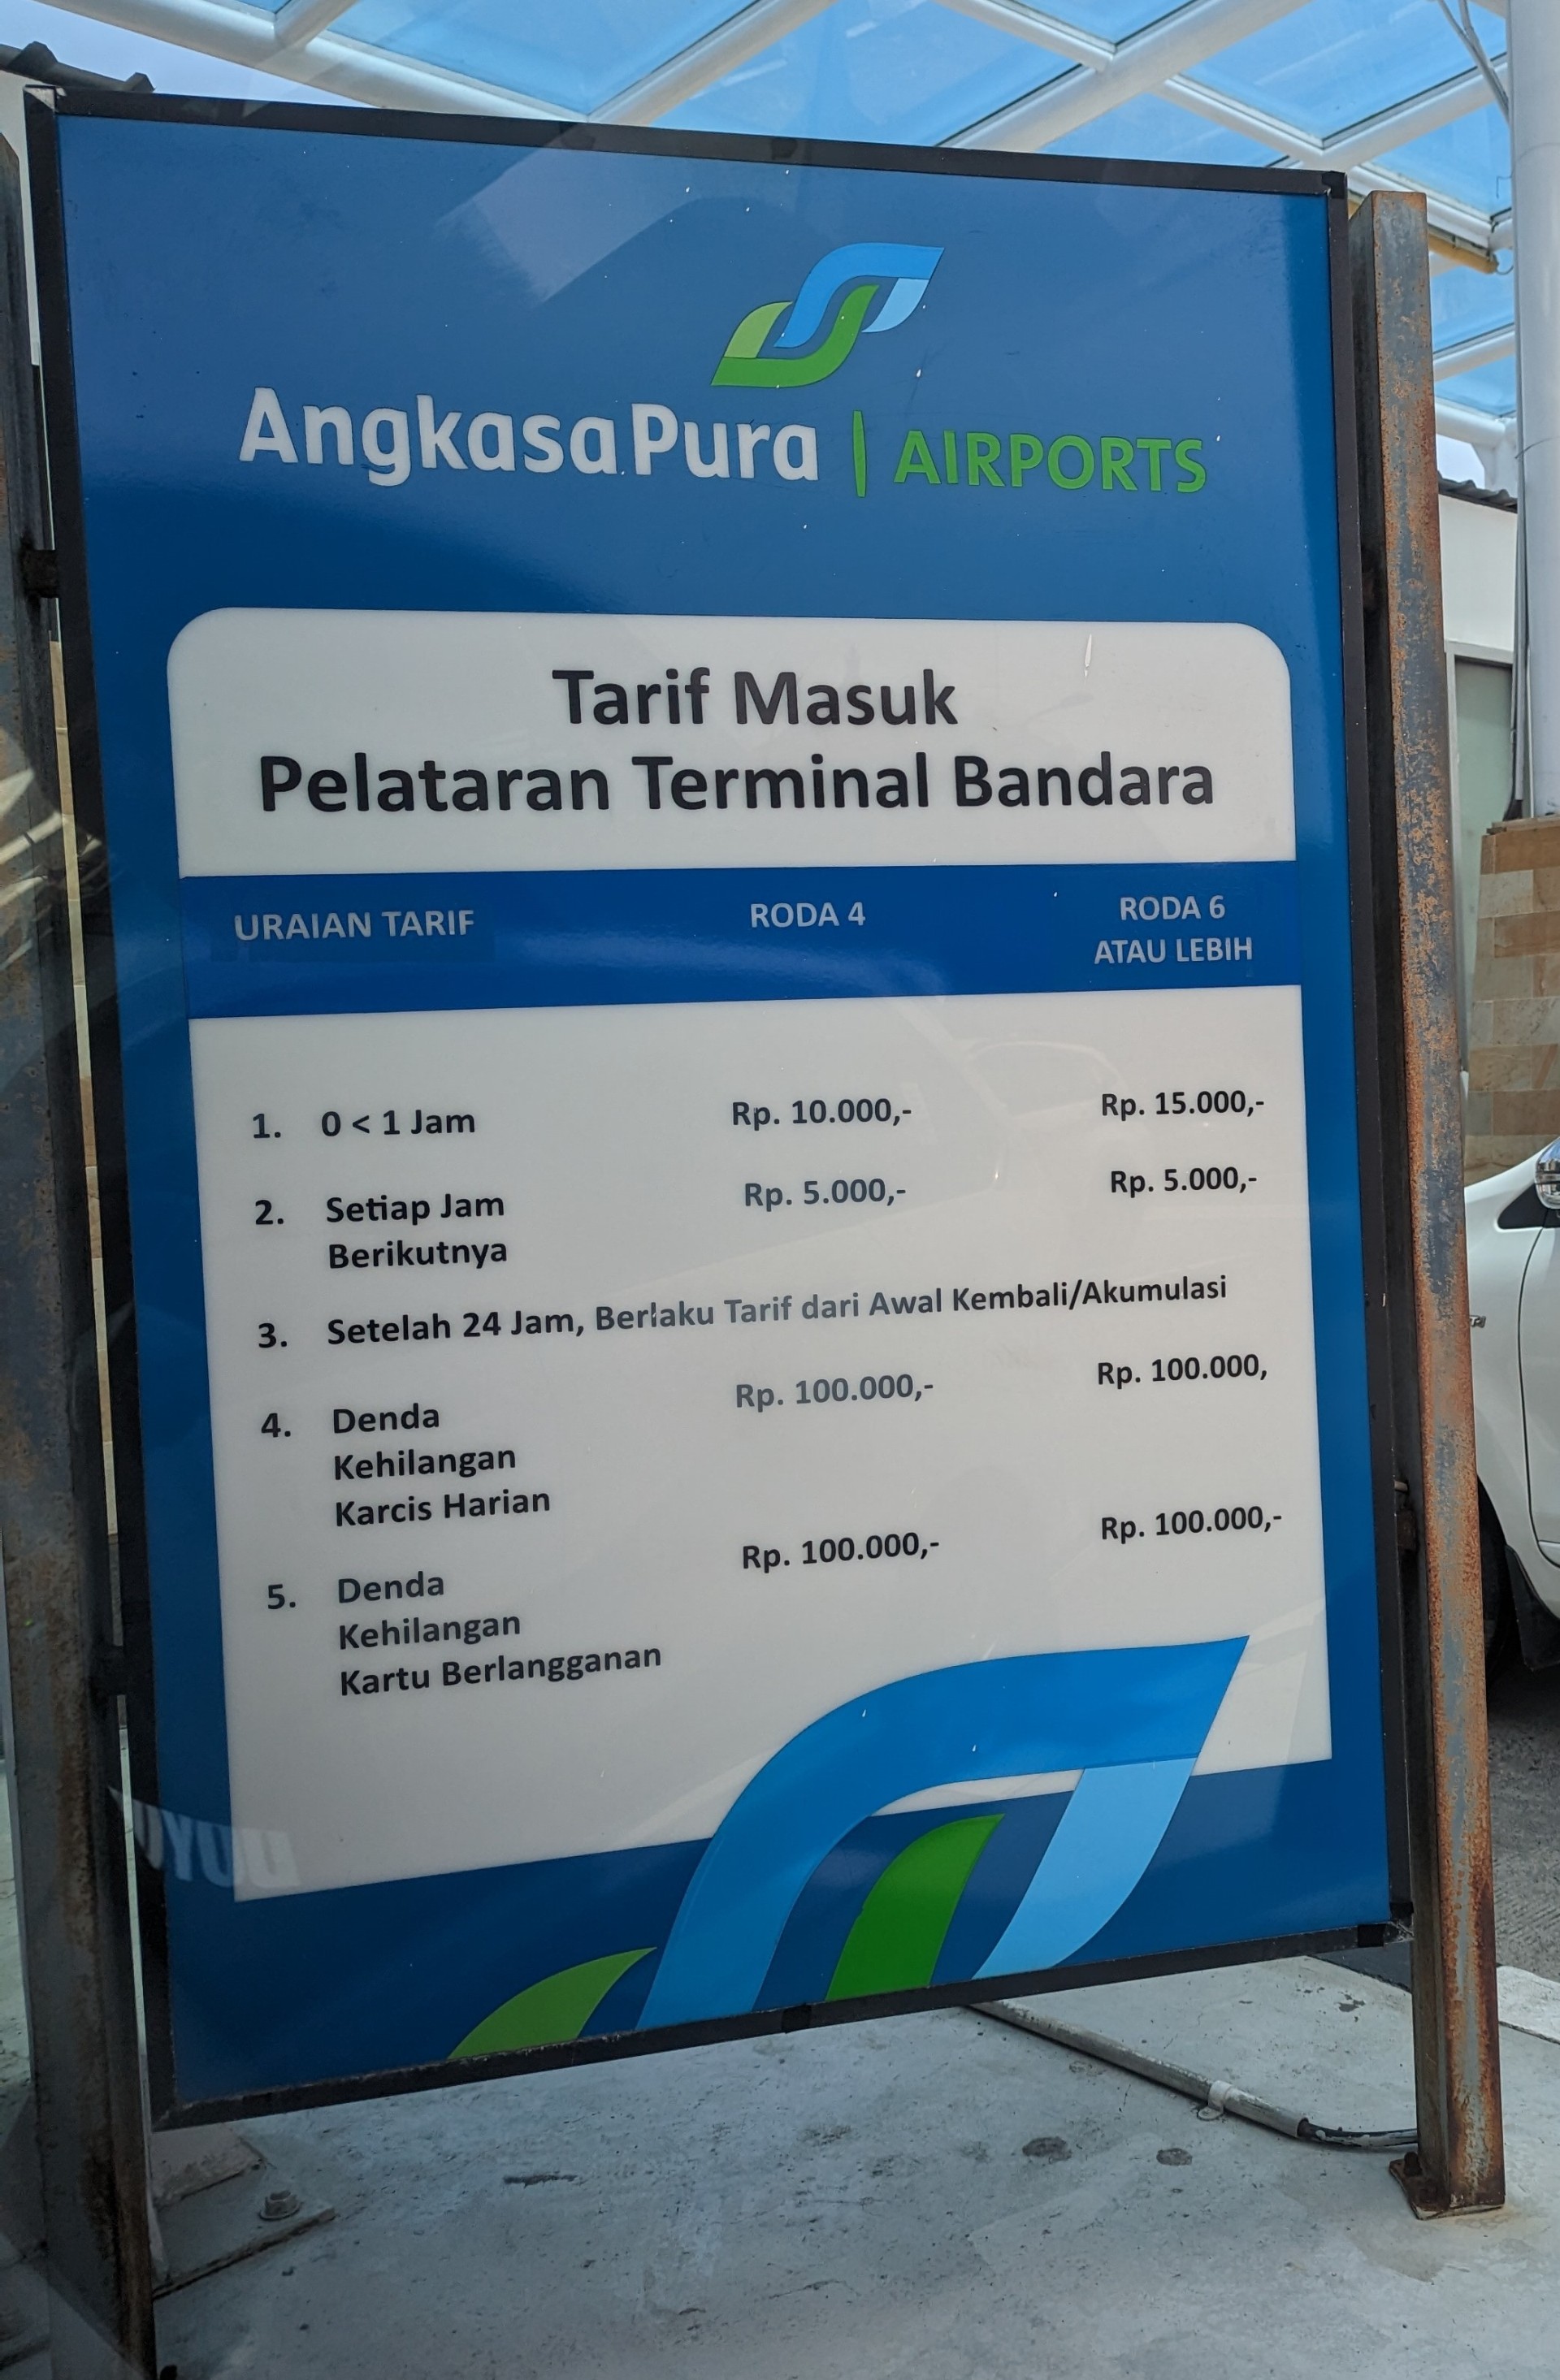 AngkasaPura | AIRPORTS
Tarif Masuk
Pelataran Terminal Bandara
URAIAN TARIF RODA 4 RODA 6
ATAU LEBIH
1. 0 < 1 Jam Rp. 10.000,- Rp. 15.000,-
2. Setiap Jam Rp. 5.000,- Rp. 5.000,-
Berikutnya
3. Setelah 24 Jam, Berlaku Tarif dari Awal Kembali/Akumulasi
4. Denda Rp. 100.000,- Rp. 100.000,
Kehilangan
Karcis Harian
5. Denda Rp. 100.000,- Rp. 100.000,-
Kehilangan
Kartu Berlangganan